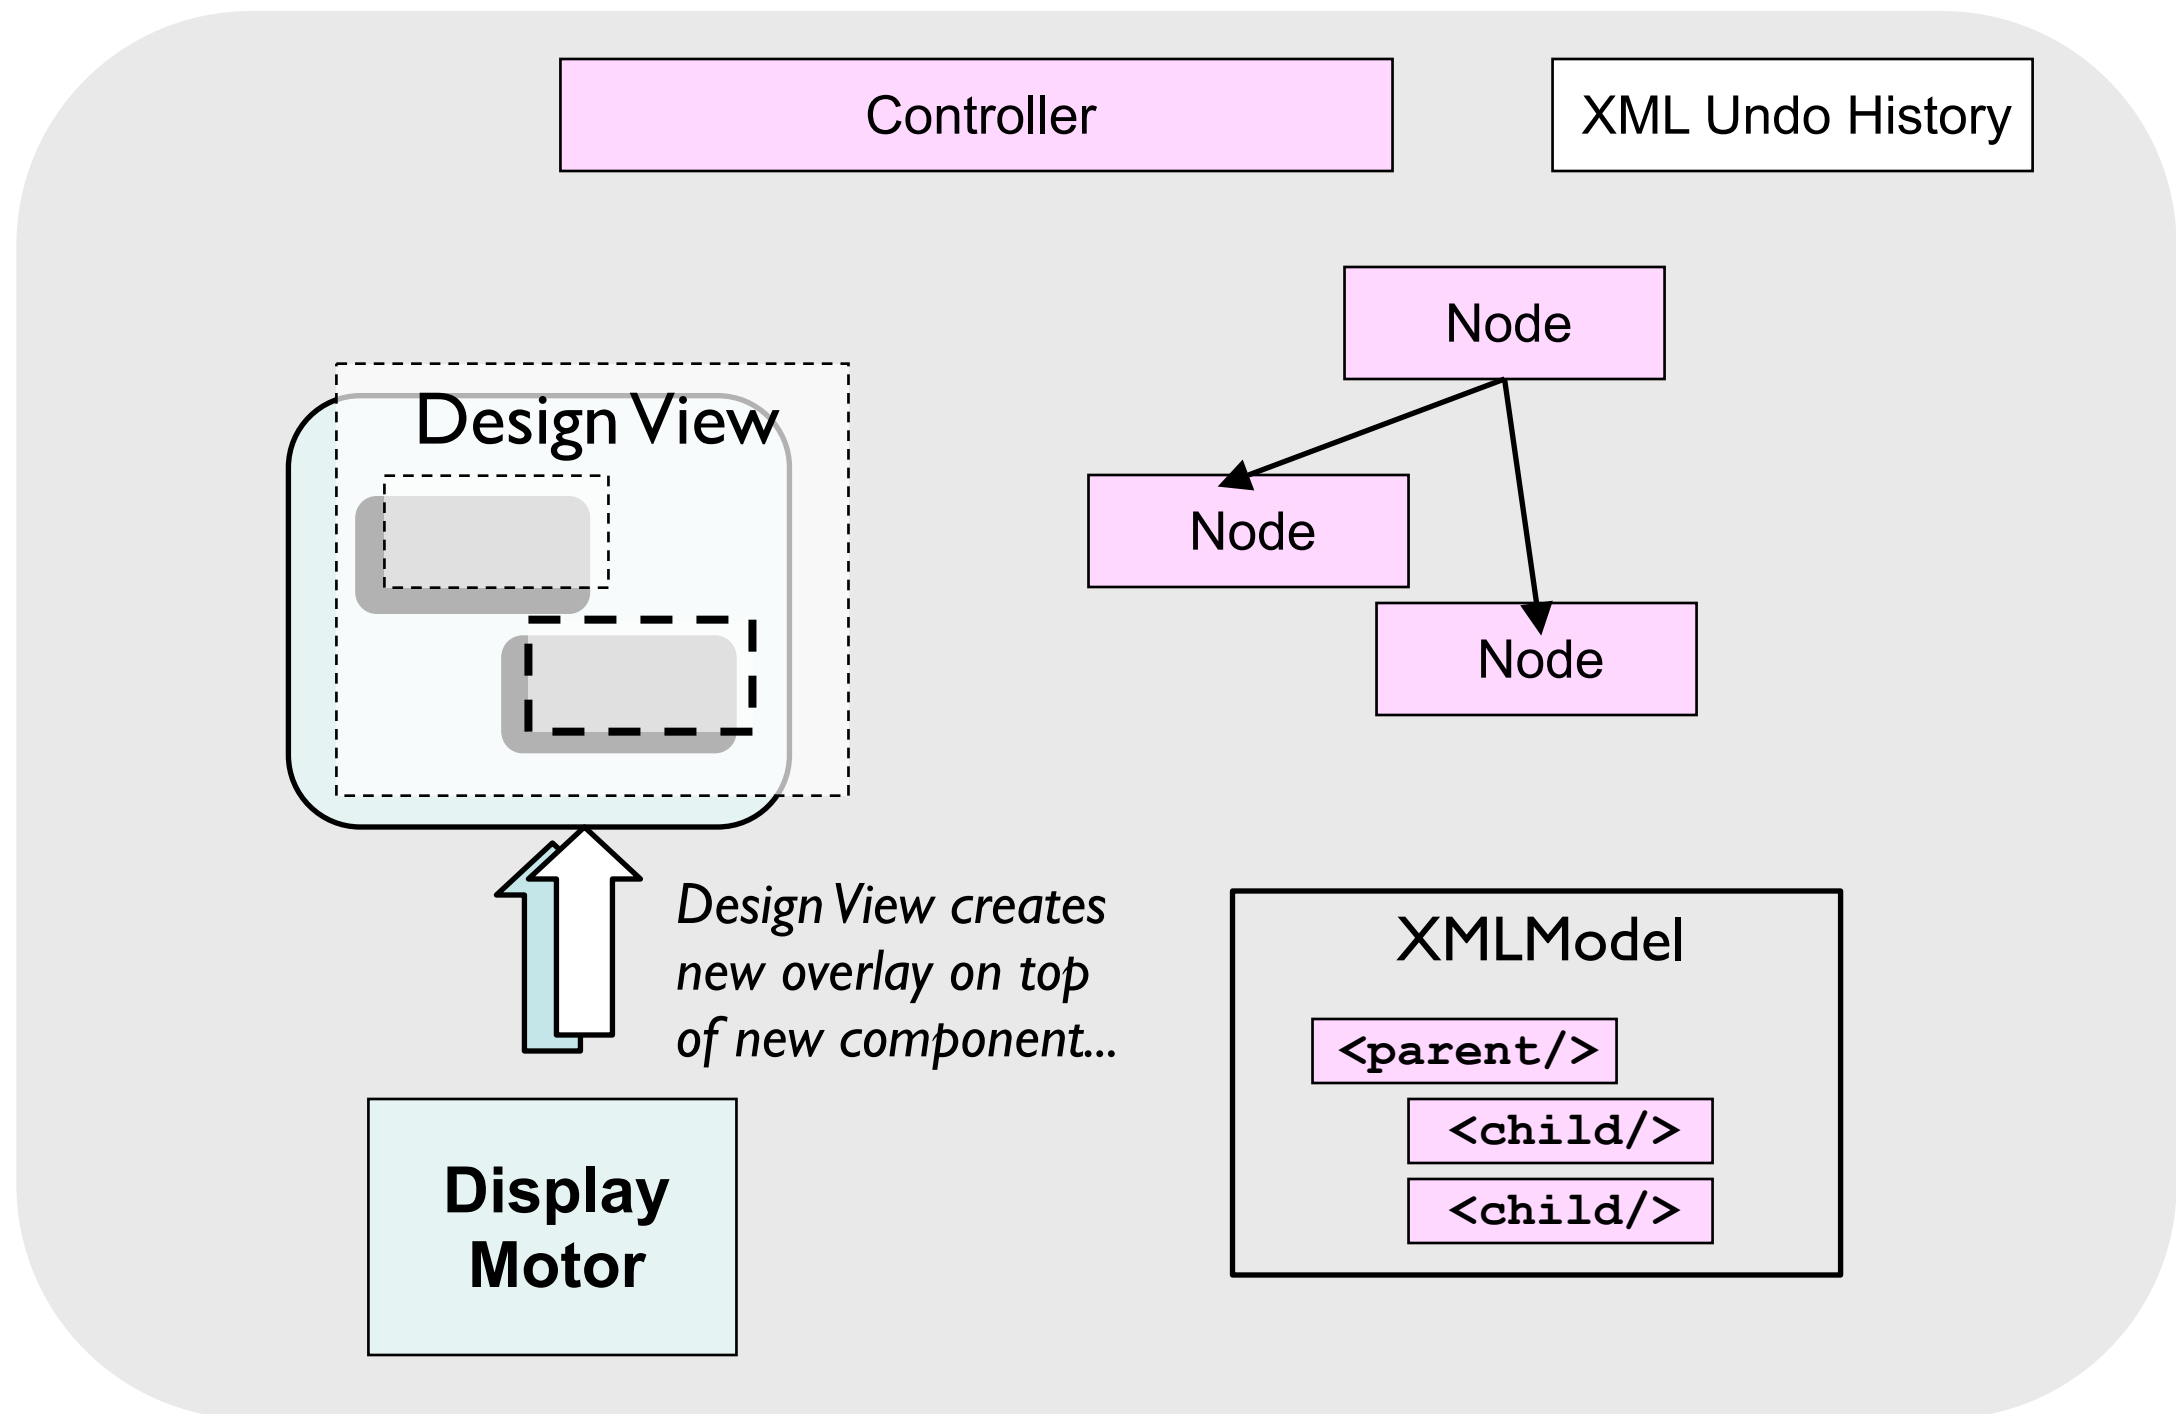 Controller
XML Undo History
Node
Design View
Node
Node
Design View creates
new overlay on top
of new component...
XMLModel
<parent/>
<child/>
<child/>
Display
Motor